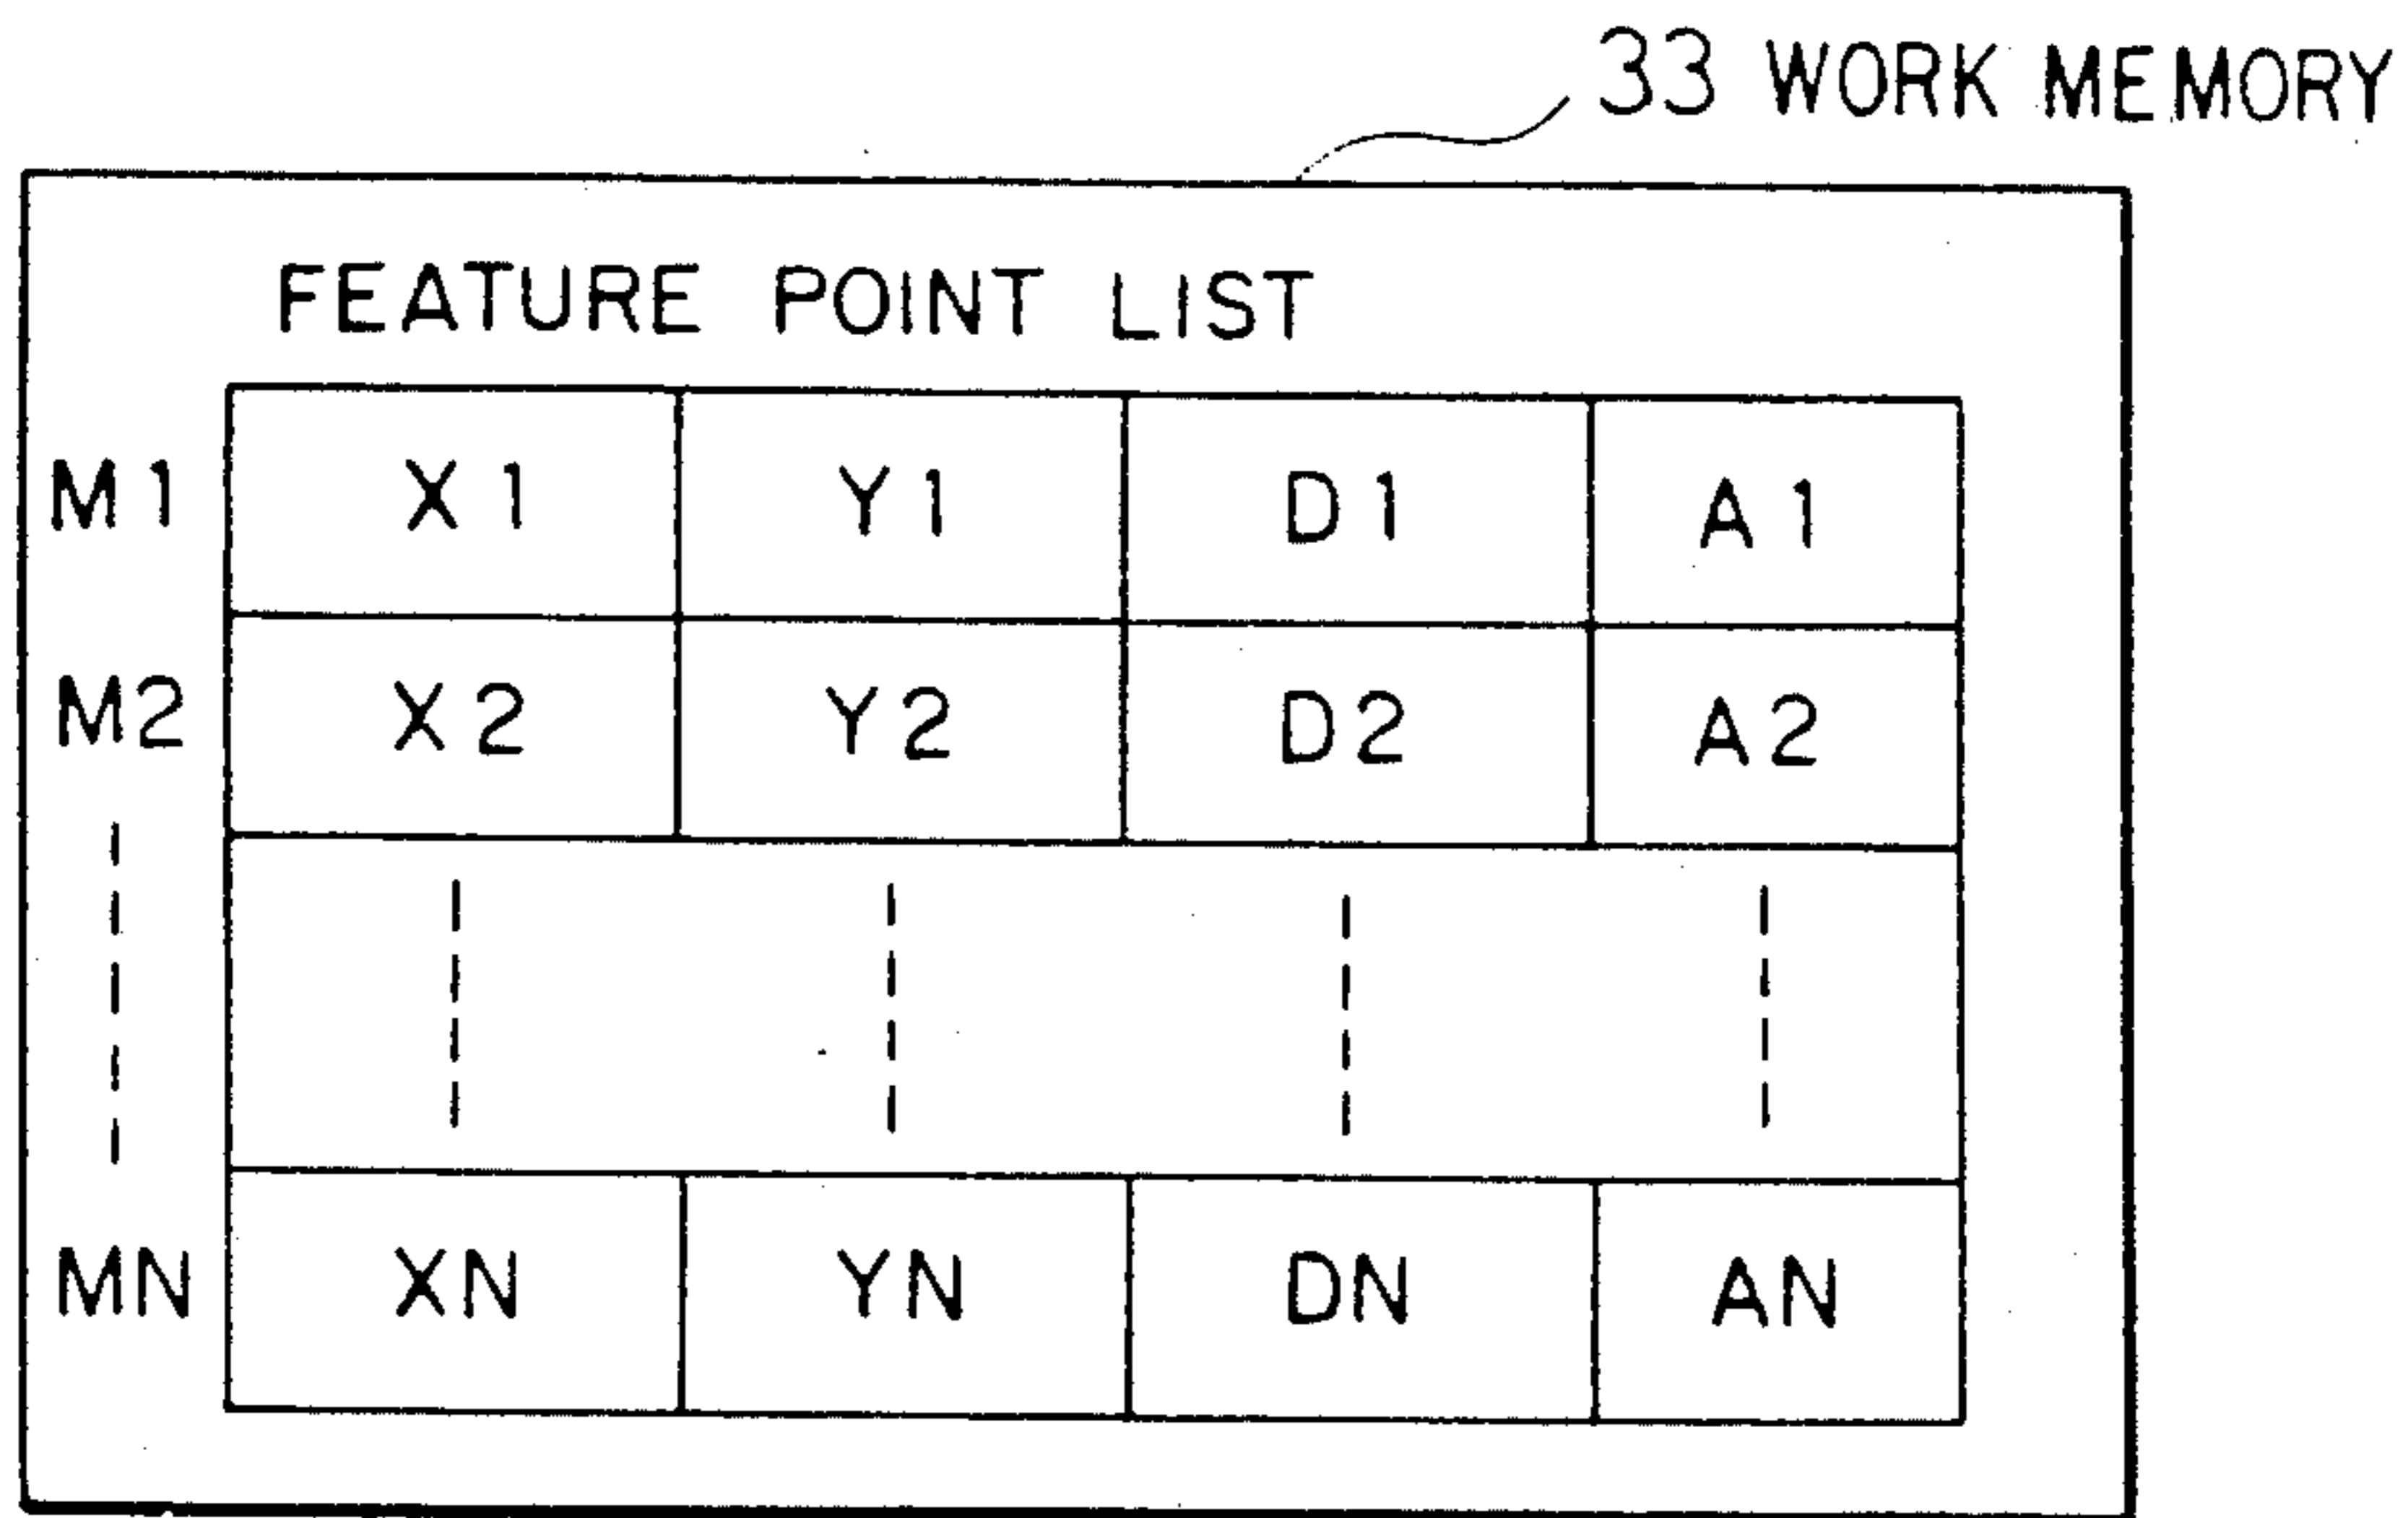 33 WORK MEMORY
FEATURE POINT LIST
M1 X1 Y1 D1 A1
M2 X2 Y2 D2 A2
MN XN YN DN AN